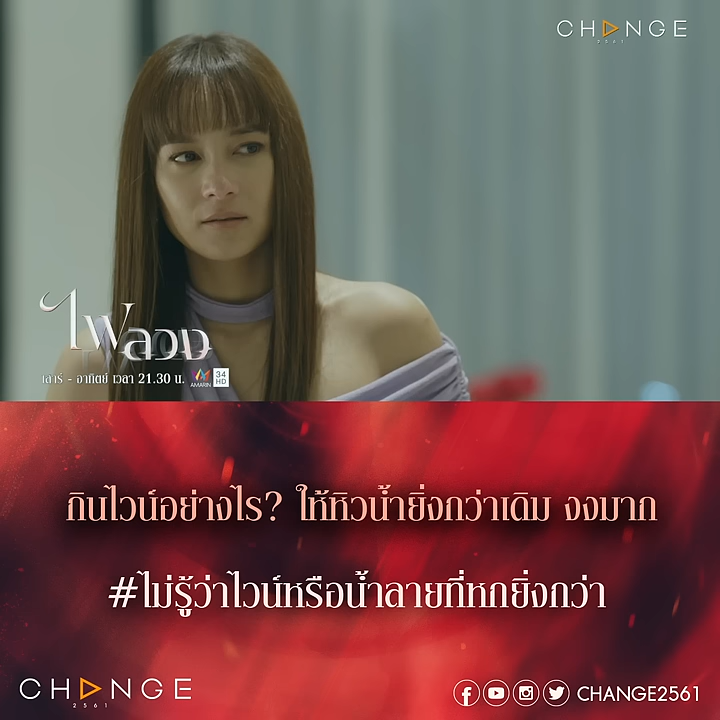 CHANGE
2561
ไฟลวง
เสาร์ - อาทิตย์ เวลา 21.30 น. AMARIN 34 HD
กินไวน์อย่างไร? ให้หิวน้ำยิ่งกว่าเดิม งงมาก
#ไม่รู้ว่าไวน์หรือน้ำลายที่หกยิ่งกว่า
CHANGE
2561
CHANGE2561